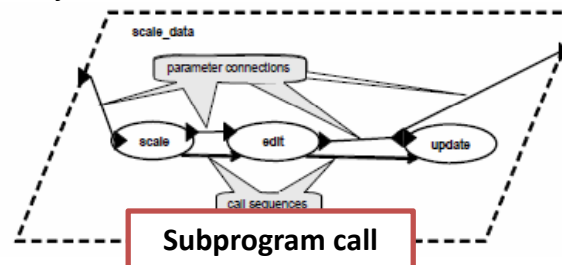 scale_data
parameter connections
scale
edit
update
call sequences
Subprogram call